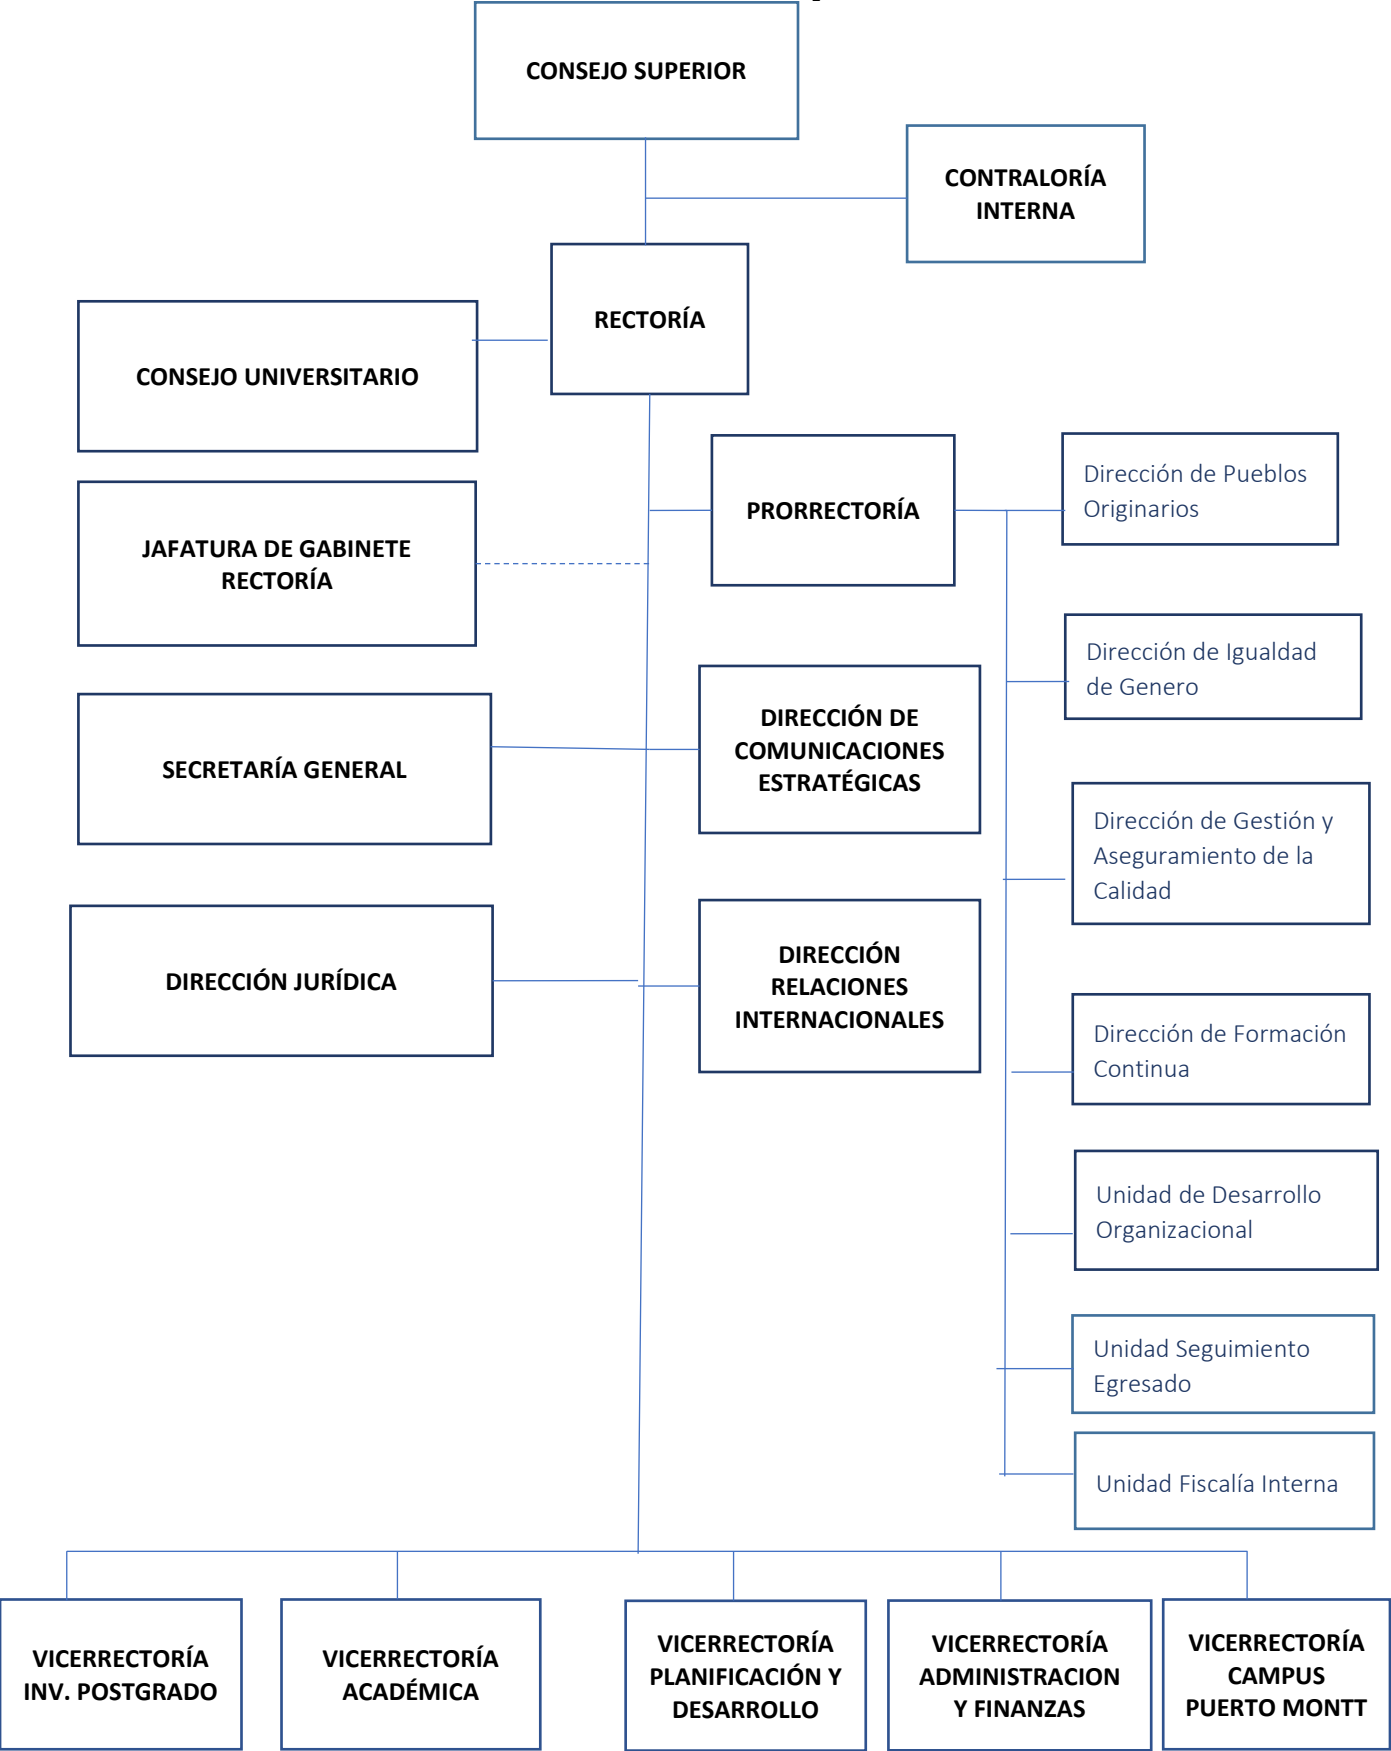 CONSEJO SUPERIOR
CONTRALORÍA
INTERNA
RECTORÍA
CONSEJO UNIVERSITARIO
PRORRECTORÍA
Dirección de Pueblos
Originarios
JAFATURA DE GABINETE
RECTORÍA
Dirección de Igualdad
de Genero
SECRETARÍA GENERAL
DIRECCIÓN DE
COMUNICACIONES
ESTRATÉGICAS
Dirección de Gestión y
Aseguramiento de la
Calidad
DIRECCIÓN JURÍDICA
DIRECCIÓN
RELACIONES
INTERNACIONALES
Dirección de Formación
Continua
Unidad de Desarrollo
Organizacional
Unidad Seguimiento
Egresado
Unidad Fiscalía Interna
VICERRECTORÍA
INV. POSTGRADO
VICERRECTORÍA
ACADÉMICA
VICERRECTORÍA
PLANIFICACIÓN Y
DESARROLLO
VICERRECTORÍA
ADMINISTRACION
Y FINANZAS
VICERRECTORÍA
CAMPUS
PUERTO MONTT